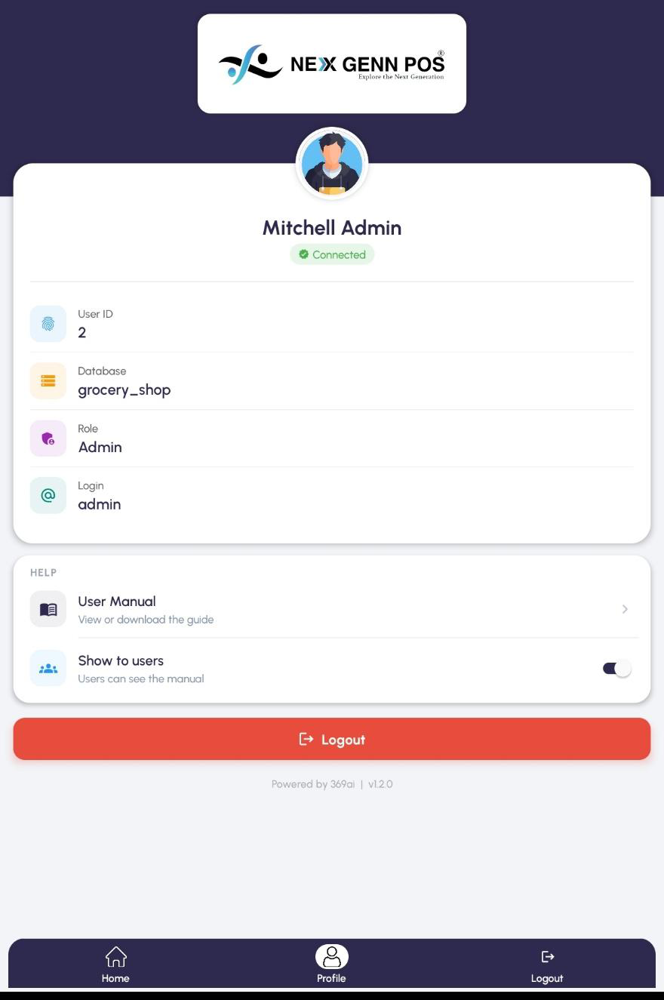 NEXX GENN POS®
Explore the Next Generation
Mitchell Admin
Connected
User ID
2
Database
grocery_shop
Role
Admin
Login
admin
HELP
User Manual
View or download the guide
Show to users
Users can see the manual
Logout
Powered by 369ai | v1.2.0
Home
Profile
Logout